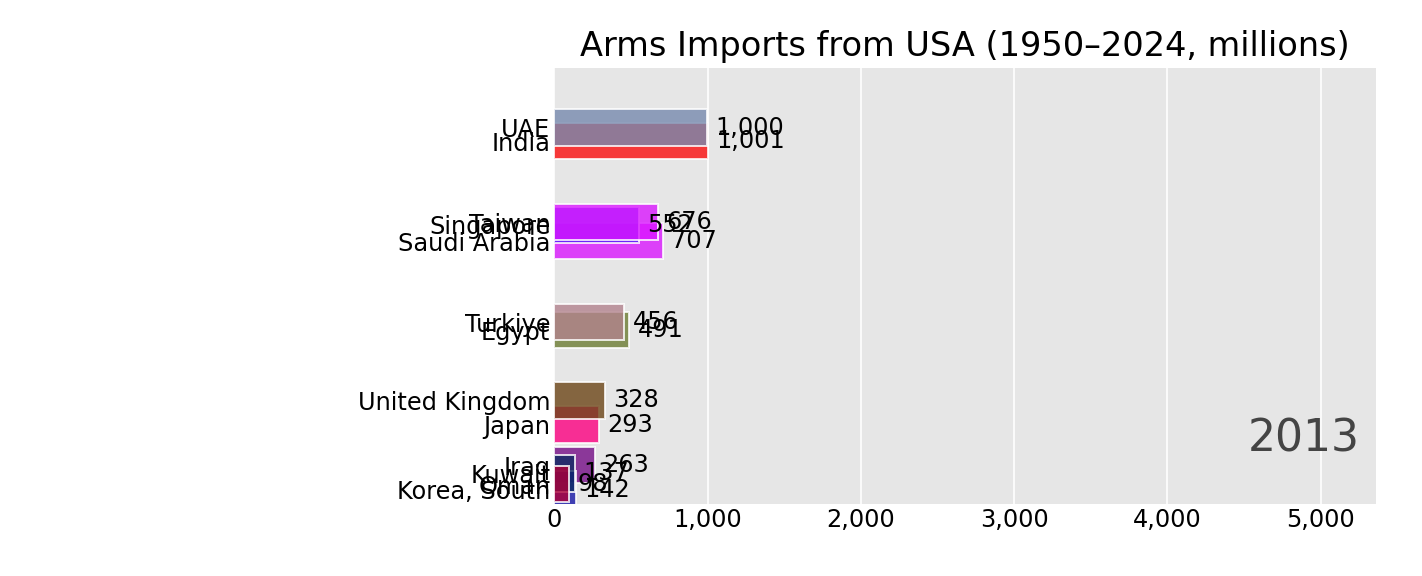 Arms Imports from USA (1950–2024, millions)
UAE 1,000
India 1,001
Taiwan 676
Singapore 552
Saudi Arabia 707
Turkiye 456
Egypt 491
United Kingdom 328
Japan 293
2013
Iraq 263
Kuwait 137
Oman 98
Korea, South 142
0 1,000 2,000 3,000 4,000 5,000